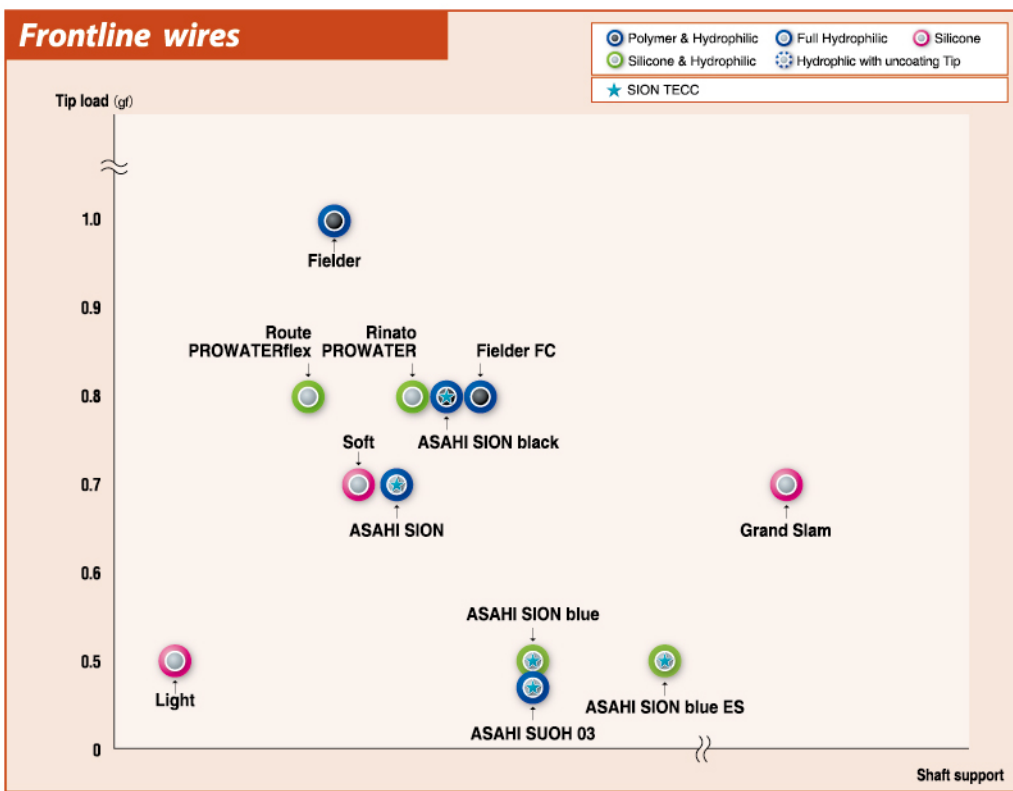 Frontline wires
Polymer & Hydrophilic
Full Hydrophilic
Silicone
Silicone & Hydrophilic
Hydrophlic with uncoating Tip
SION TECC
Tip load (gf)
1.0
Fielder
0.9
Route
PROWATERflex
Rinato
PROWATER
Fielder FC
0.8
Soft
ASAHI SION black
0.7
ASAHI SION
Grand Slam
0.6
ASAHI SION blue
0.5
Light
ASAHI SION blue ES
ASAHI SUOH 03
0
Shaft support